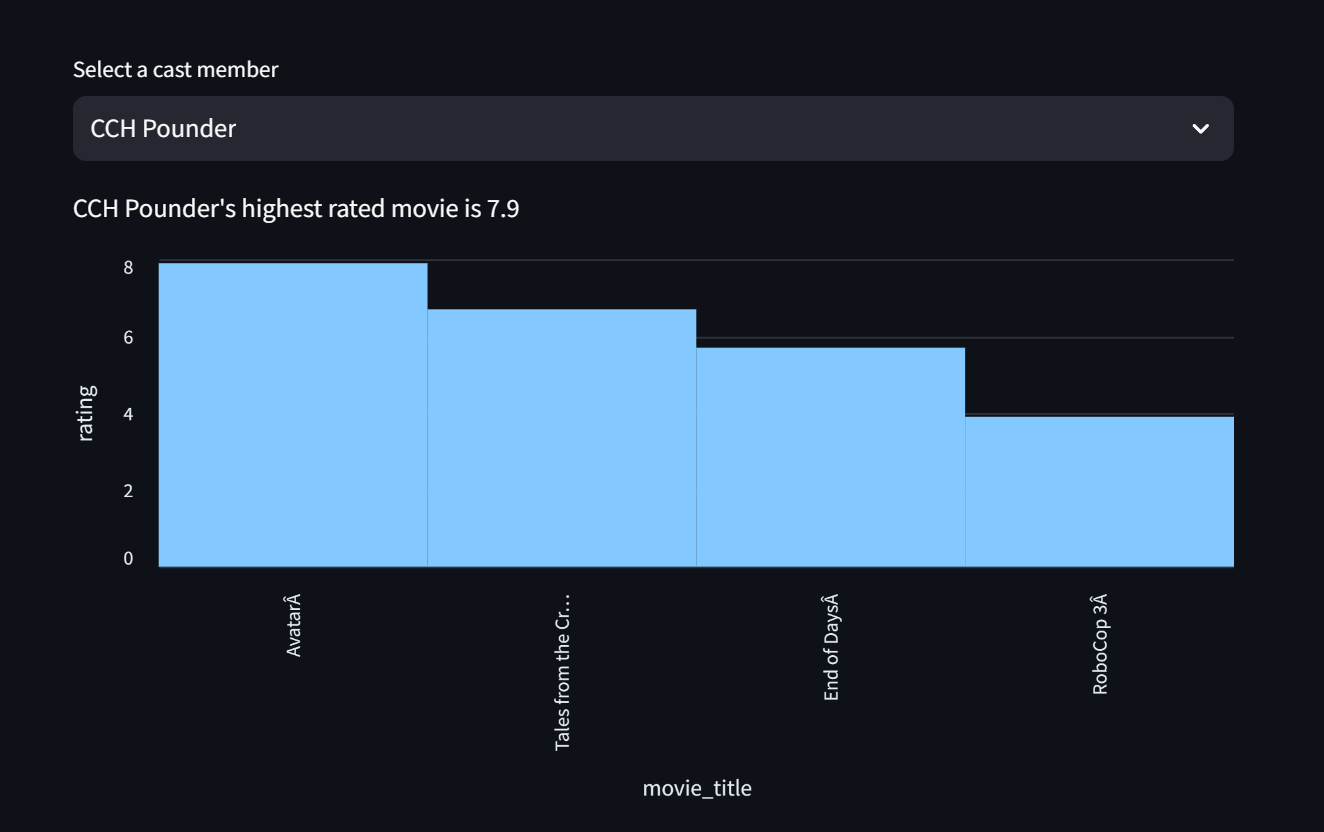 Select a cast member
CCH Pounder
CCH Pounder's highest rated movie is 7.9
8
6
4
2
0
rating
AvatarÂ
Tales from the Cr…
End of DaysÂ
RoboCop 3Â
movie_title